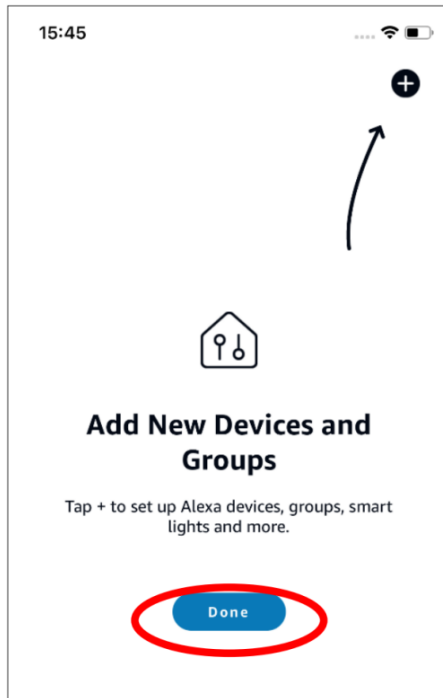 15:45
Add New Devices and
Groups
Tap + to set up Alexa devices, groups, smart
lights and more.
Done